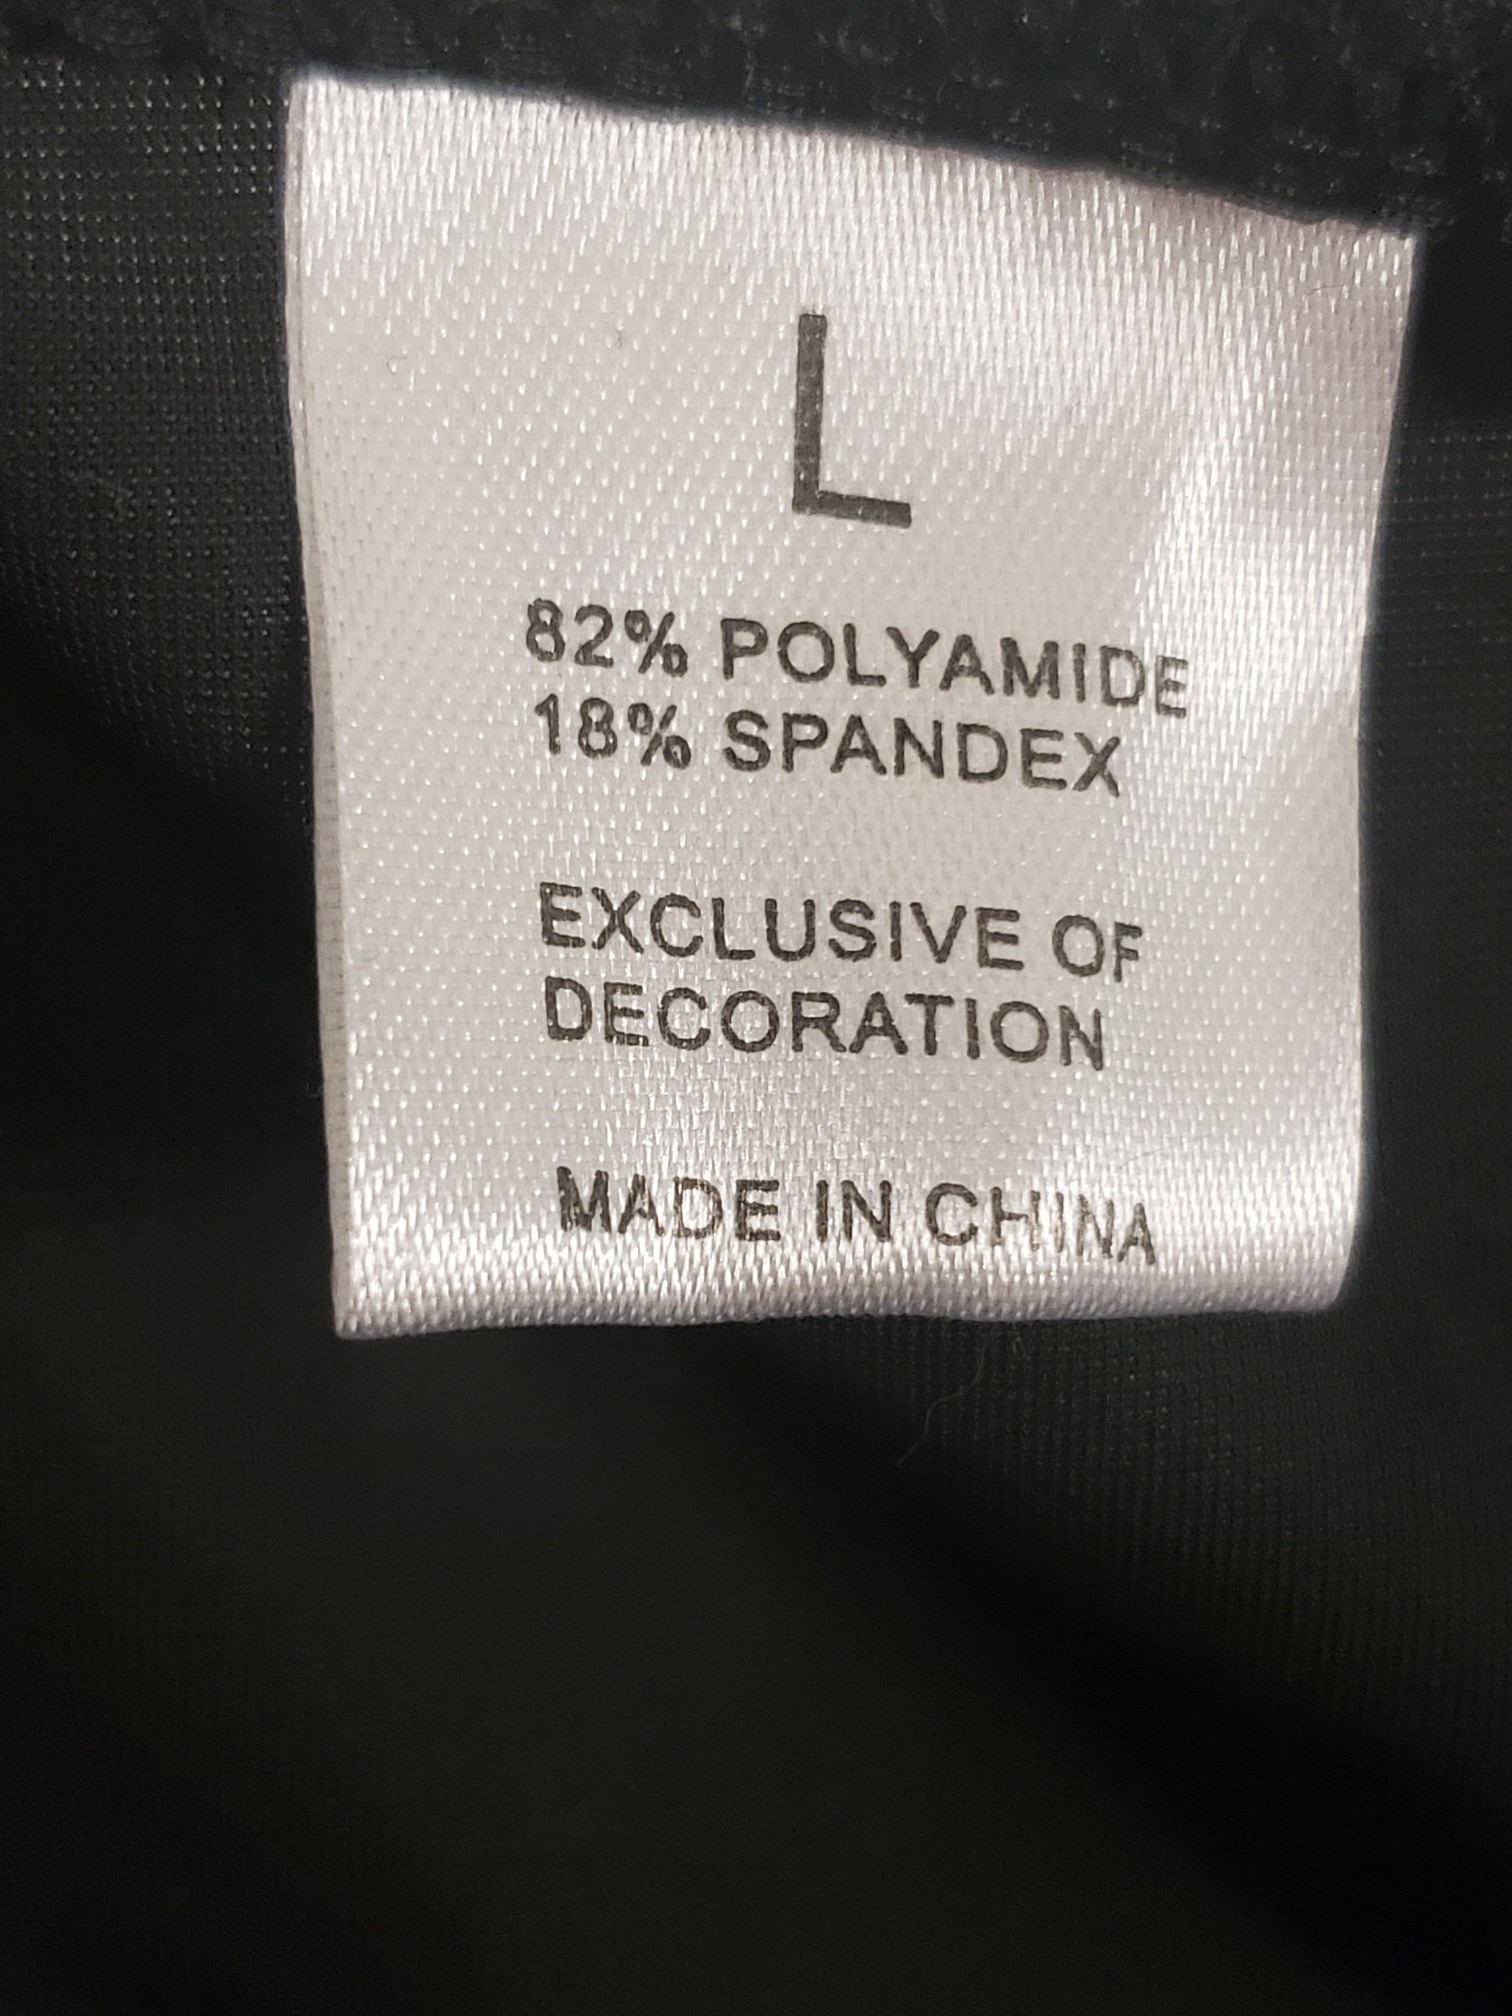 L
82% POLYAMIDE
18% SPANDEX
EXCLUSIVE OF
DECORATION
MADE IN CHINA